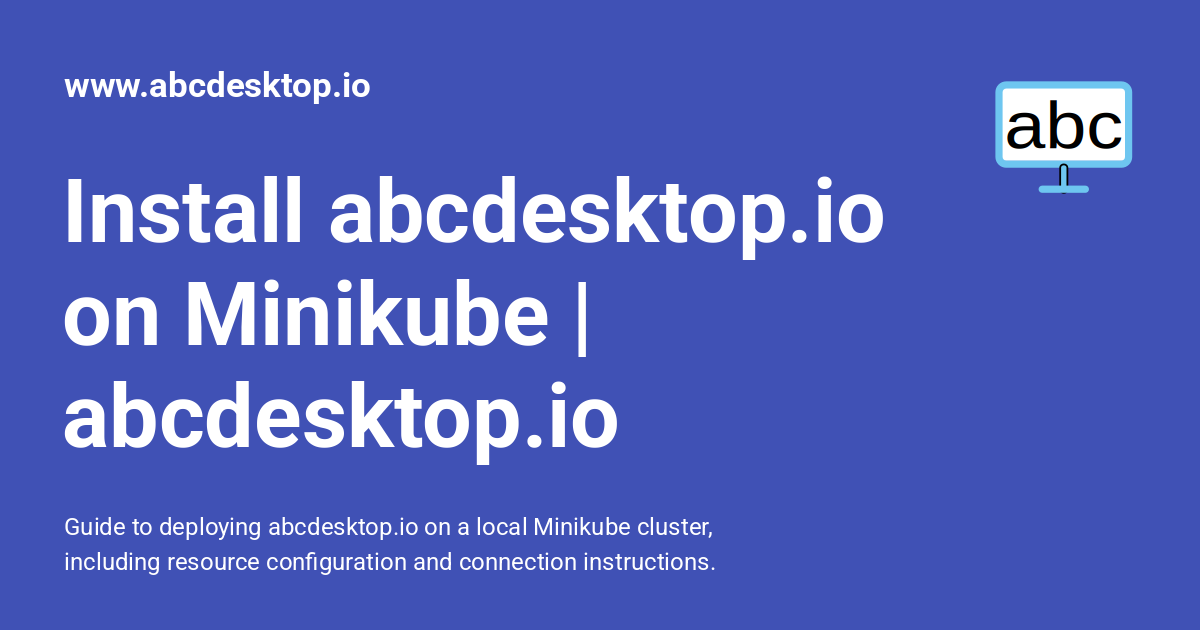 www.abcdesktop.io
abc
Install abcdesktop.io
on Minikube |
abcdesktop.io
Guide to deploying abcdesktop.io on a local Minikube cluster,
including resource configuration and connection instructions.